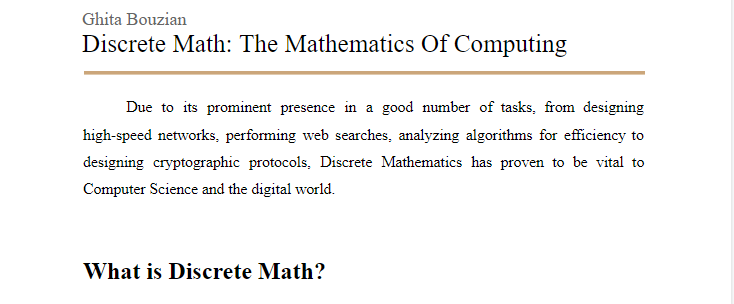 Ghita Bouzian
Discrete Math: The Mathematics Of Computing
Due to its prominent presence in a good number of tasks, from designing
high-speed networks, performing web searches, analyzing algorithms for efficiency to
designing cryptographic protocols, Discrete Mathematics has proven to be vital to
Computer Science and the digital world.
What is Discrete Math?